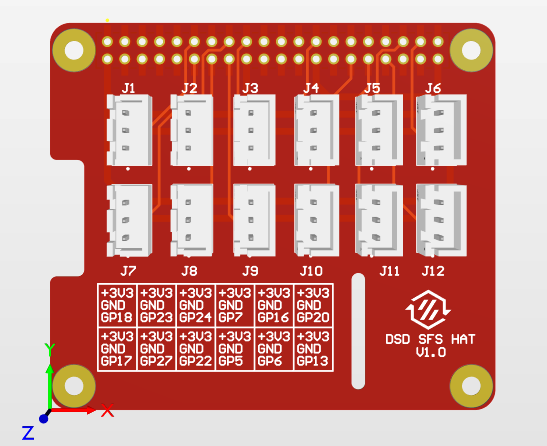 J1 J2 J3 J4 J5 J6
J7 J8 J9 J10 J11 J12
+3V3 +3V3 +3V3 +3V3 +3V3 +3V3
GND GND GND GND GND GND
GP18 GP23 GP24 GP7 GP16 GP20
+3V3 +3V3 +3V3 +3V3 +3V3 +3V3
GND GND GND GND GND GND
GP17 GP27 GP22 GP5 GP6 GP13
DSD SFS HAT
V1.0
Y
X
Z